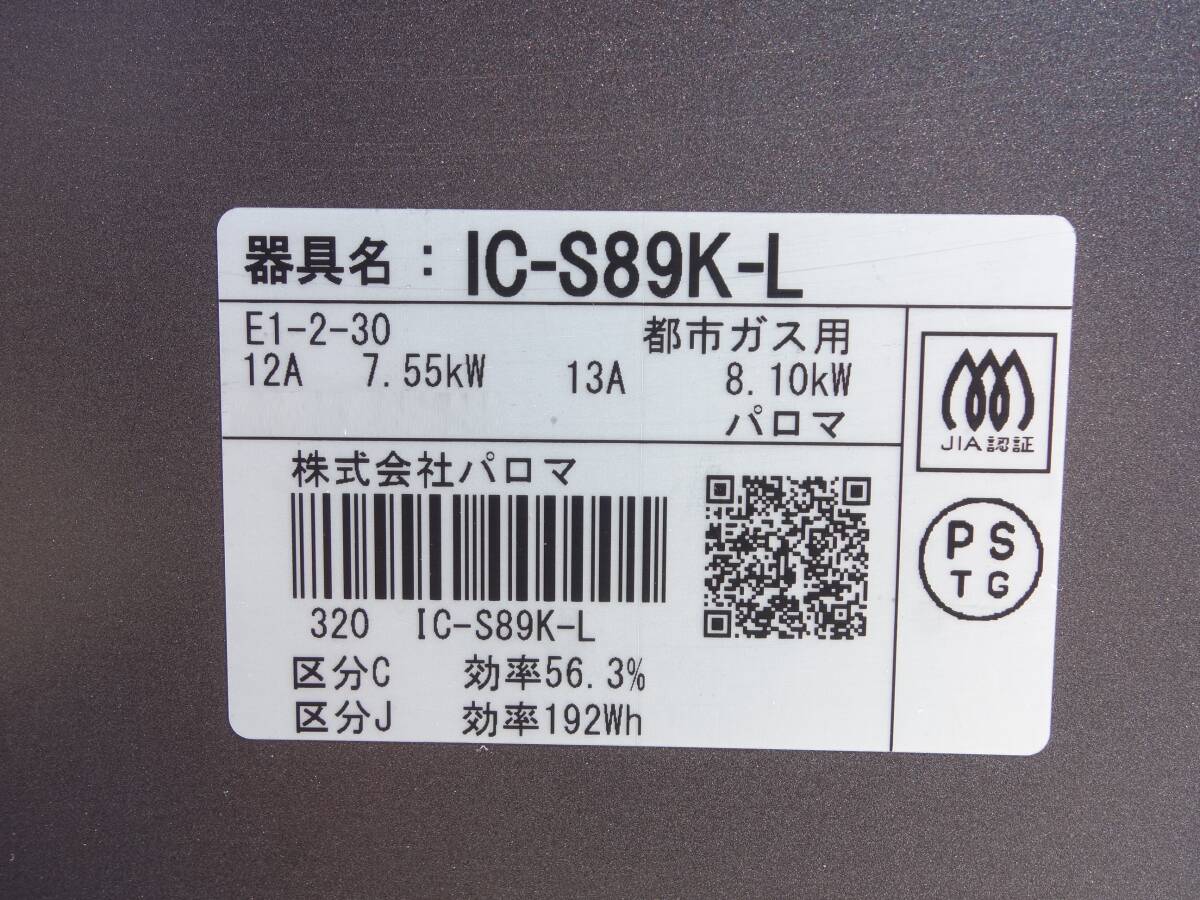 器具名：IC-S89K-L
E1-2-30 都市ガス用
12A 7.55kW 13A 8.10kW
パロマ
JIA認証
株式会社パロマ
PS
TG
320 IC-S89K-L
区分C 効率56.3%
区分J 効率192Wh